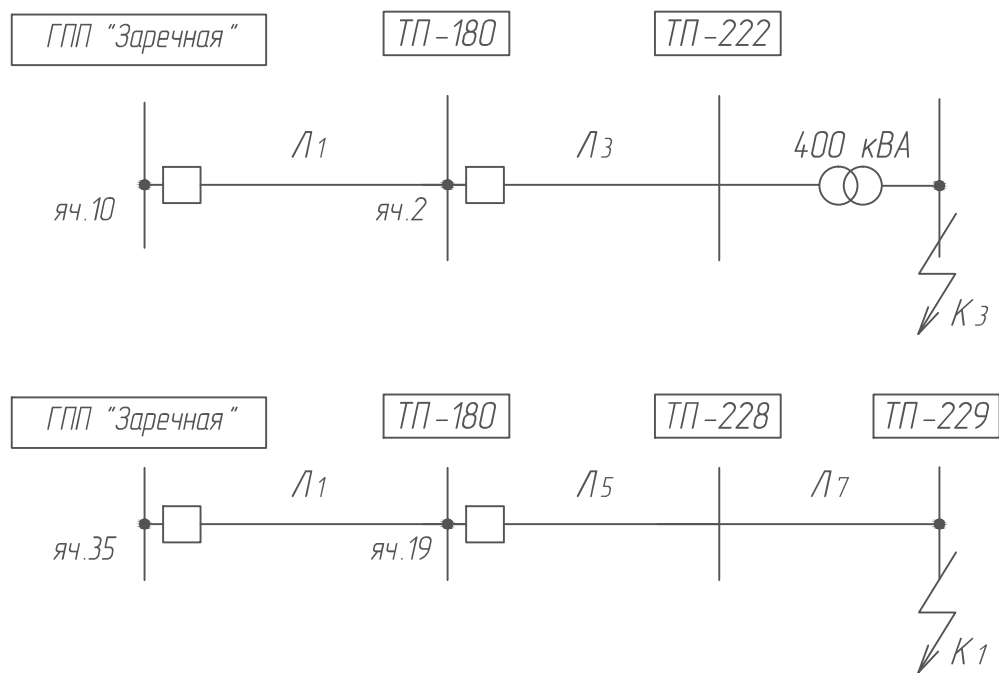 ГПП "Заречная"
ТП-180
ТП-222
Л1
Л3
400 кВА
яч.10
яч.2
К3
ГПП "Заречная"
ТП-180
ТП-228
ТП-229
Л1
Л5
Л7
яч.35
яч.19
К1